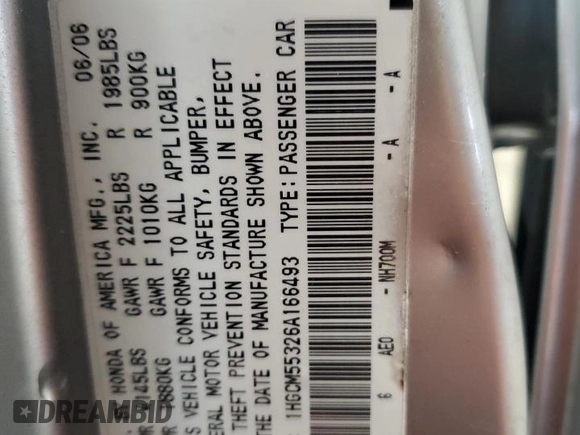 HONDA OF AMERICA MFG., INC. 06/06
GAWR F 2225LBS R 1985LBS
GAWR F 1010KG R 900KG
VEHICLE CONFORMS TO ALL APPLICABLE
MOTOR VEHICLE SAFETY, BUMPER,
THEFT PREVENTION STANDARDS IN EFFECT
THE DATE OF MANUFACTURE SHOWN ABOVE.
1HGCM55326A166493 TYPE: PASSENGER CAR
6 AEO - NH700M - A - A
DREAMBID